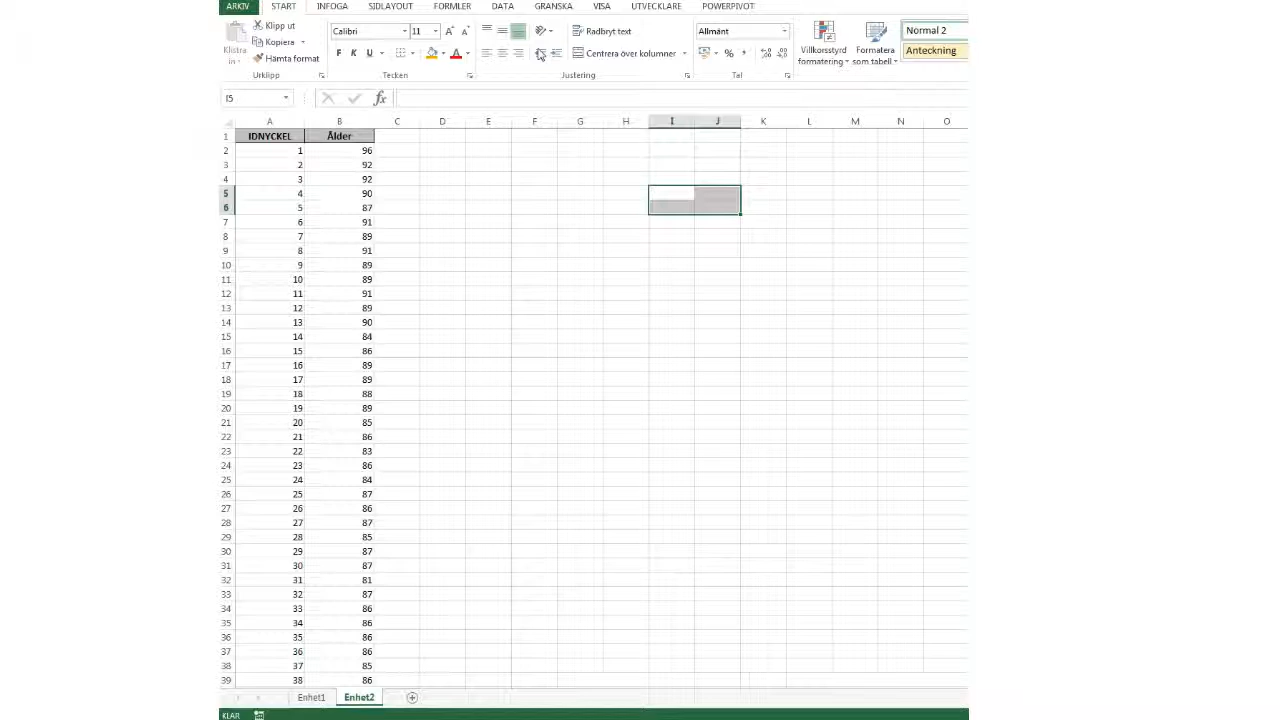 ARKIV START INFOGA SIDLAYOUT FORMLER DATA GRANSKA VISA UTVECKLARE POWERPIVOT
Klistra in
Klipp ut
Kopiera
Hämta format
Urklipp
Calibri 11
F K U
Tecken
Radbryt text
Centrera över kolumner
Justering
Allmänt
%
Tal
Villkorsstyrd formatering
Formatera som tabell
Normal 2
Anteckning
I5
fx
A B C D E F G H I J K L M N O
1 IDNYCKEL Ålder
2 1 96
3 2 92
4 3 92
5 4 90
6 5 87
7 6 91
8 7 89
9 8 91
10 9 89
11 10 89
12 11 91
13 12 89
14 13 90
15 14 84
16 15 86
17 16 89
18 17 89
19 18 88
20 19 89
21 20 85
22 21 86
23 22 83
24 23 86
25 24 84
26 25 87
27 26 86
28 27 87
29 28 85
30 29 87
31 30 87
32 31 81
33 32 87
34 33 86
35 34 86
36 35 86
37 36 86
38 37 85
39 38 86
Enhet1 Enhet2
KLAR